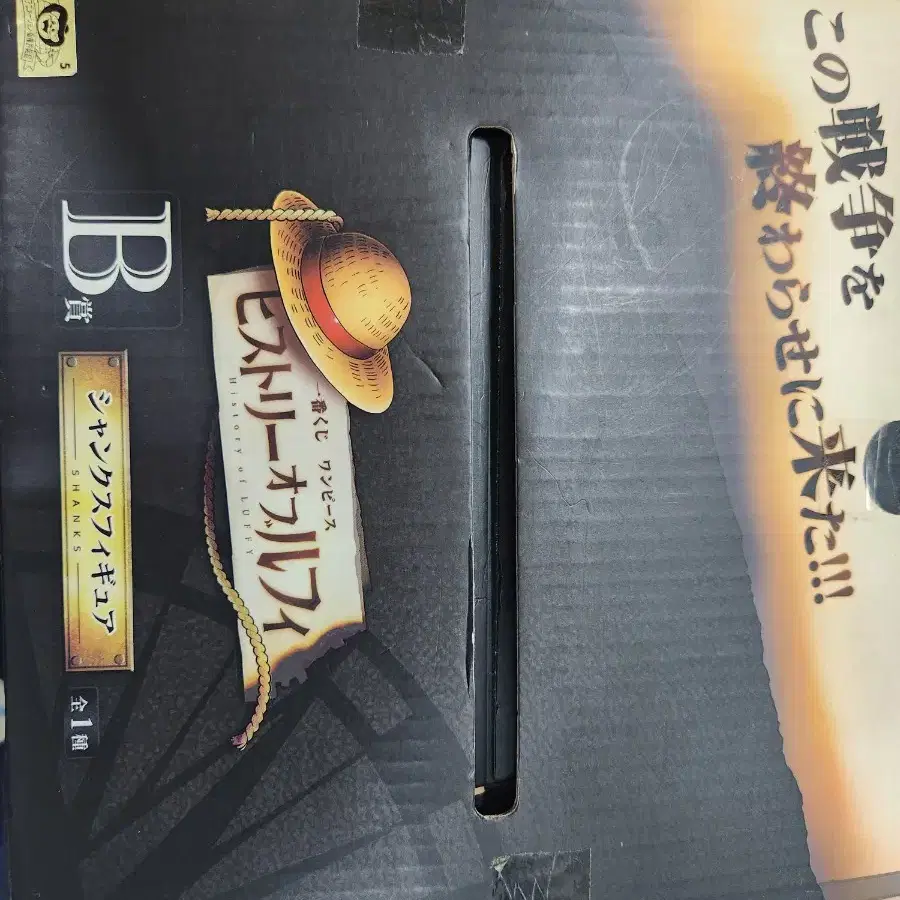 この戦争を
終わらせに来た!!!
一番くじ ワンピース
ヒストリーオブルフィ
History of LUFFY
B賞
シャンクスフィギュア
SHANKS
全1種
5